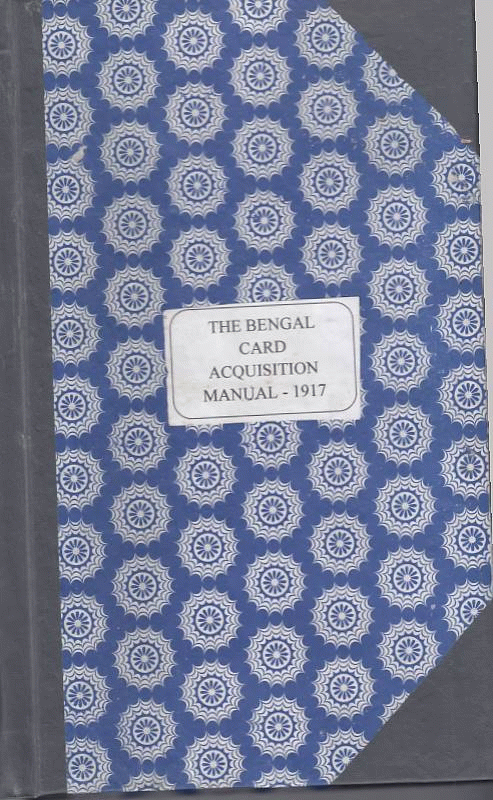 THE BENGAL
CARD
ACQUISITION
MANUAL - 1917